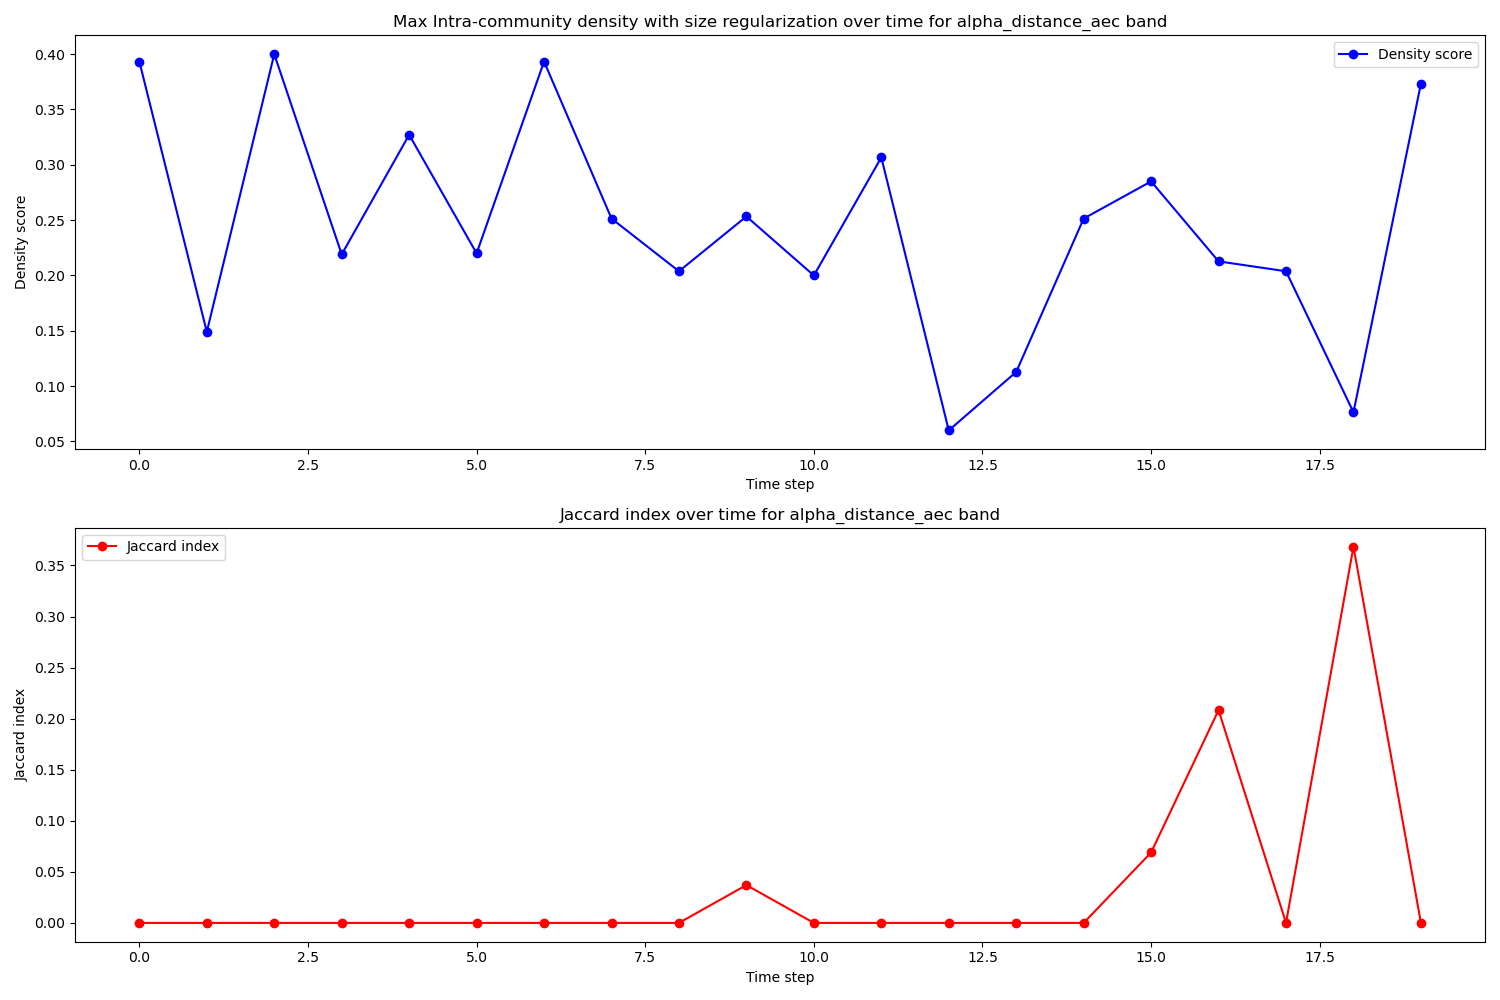 Max Intra-community density with size regularization over time for alpha_distance_aec band
Density score
0.40
0.35
0.30
0.25
0.20
0.15
0.10
0.05
Density score
0.0 2.5 5.0 7.5 10.0 12.5 15.0 17.5
Time step
Jaccard index over time for alpha_distance_aec band
Jaccard index
0.35
0.30
0.25
0.20
0.15
0.10
0.05
0.00
Jaccard index
0.0 2.5 5.0 7.5 10.0 12.5 15.0 17.5
Time step